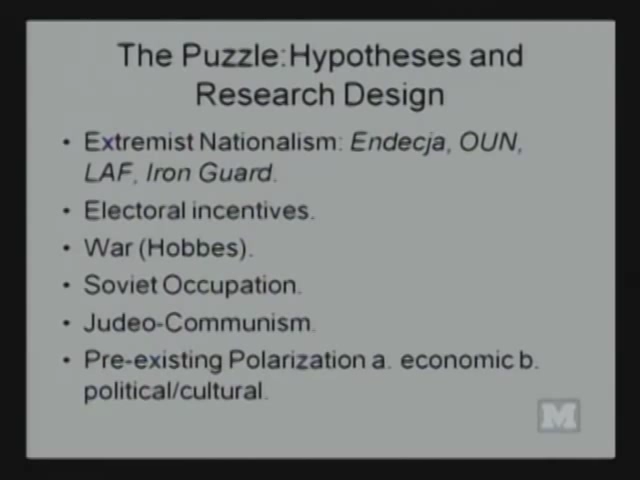 The Puzzle:Hypotheses and
Research Design
• Extremist Nationalism: Endecja, OUN,
LAF, Iron Guard.
• Electoral incentives.
• War (Hobbes).
• Soviet Occupation.
• Judeo-Communism.
• Pre-existing Polarization a. economic b.
political/cultural.
M